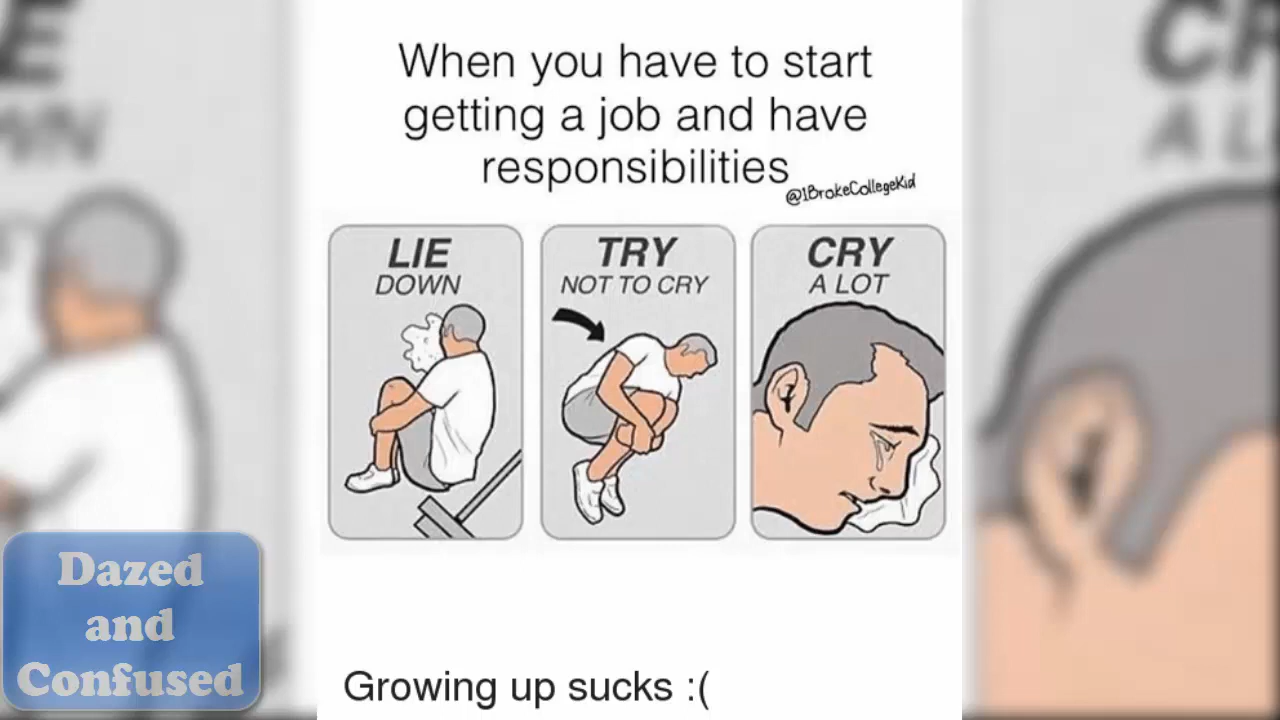 When you have to start
getting a job and have
responsibilities
@1BrokeCollegeKid
LIE
DOWN
TRY
NOT TO CRY
CRY
A LOT
Dazed
and
Confused
Growing up sucks :(